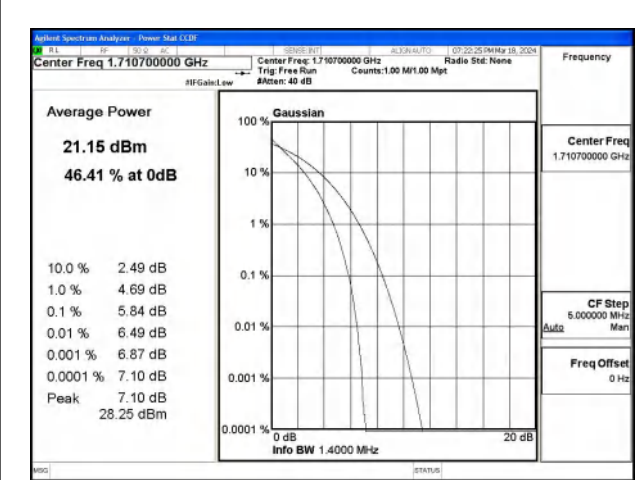 Agilent Spectrum Analyzer - Power Stat CCDF
RL RF 50 Ω AC SENSE:INT ALIGN AUTO 07:22:25 PM Mar 18, 2024
Center Freq 1.710700000 GHz
Center Freq: 1.710700000 GHz Radio Std: None
Trig: Free Run Counts:1.00 M/1.00 Mpt
#IFGain:Low #Atten: 40 dB
Frequency
Average Power
21.15 dBm
46.41 % at 0dB
10.0 % 2.49 dB
1.0 % 4.69 dB
0.1 % 5.84 dB
0.01 % 6.49 dB
0.001 % 6.87 dB
0.0001 % 7.10 dB
Peak 7.10 dB
28.25 dBm
Gaussian
100 %
10 %
1 %
0.1 %
0.01 %
0.001 %
0.0001 %
0 dB 20 dB
Info BW 1.4000 MHz
Center Freq
1.710700000 GHz
CF Step
5.000000 MHz
Auto Man
Freq Offset
0 Hz
MSG STATUS